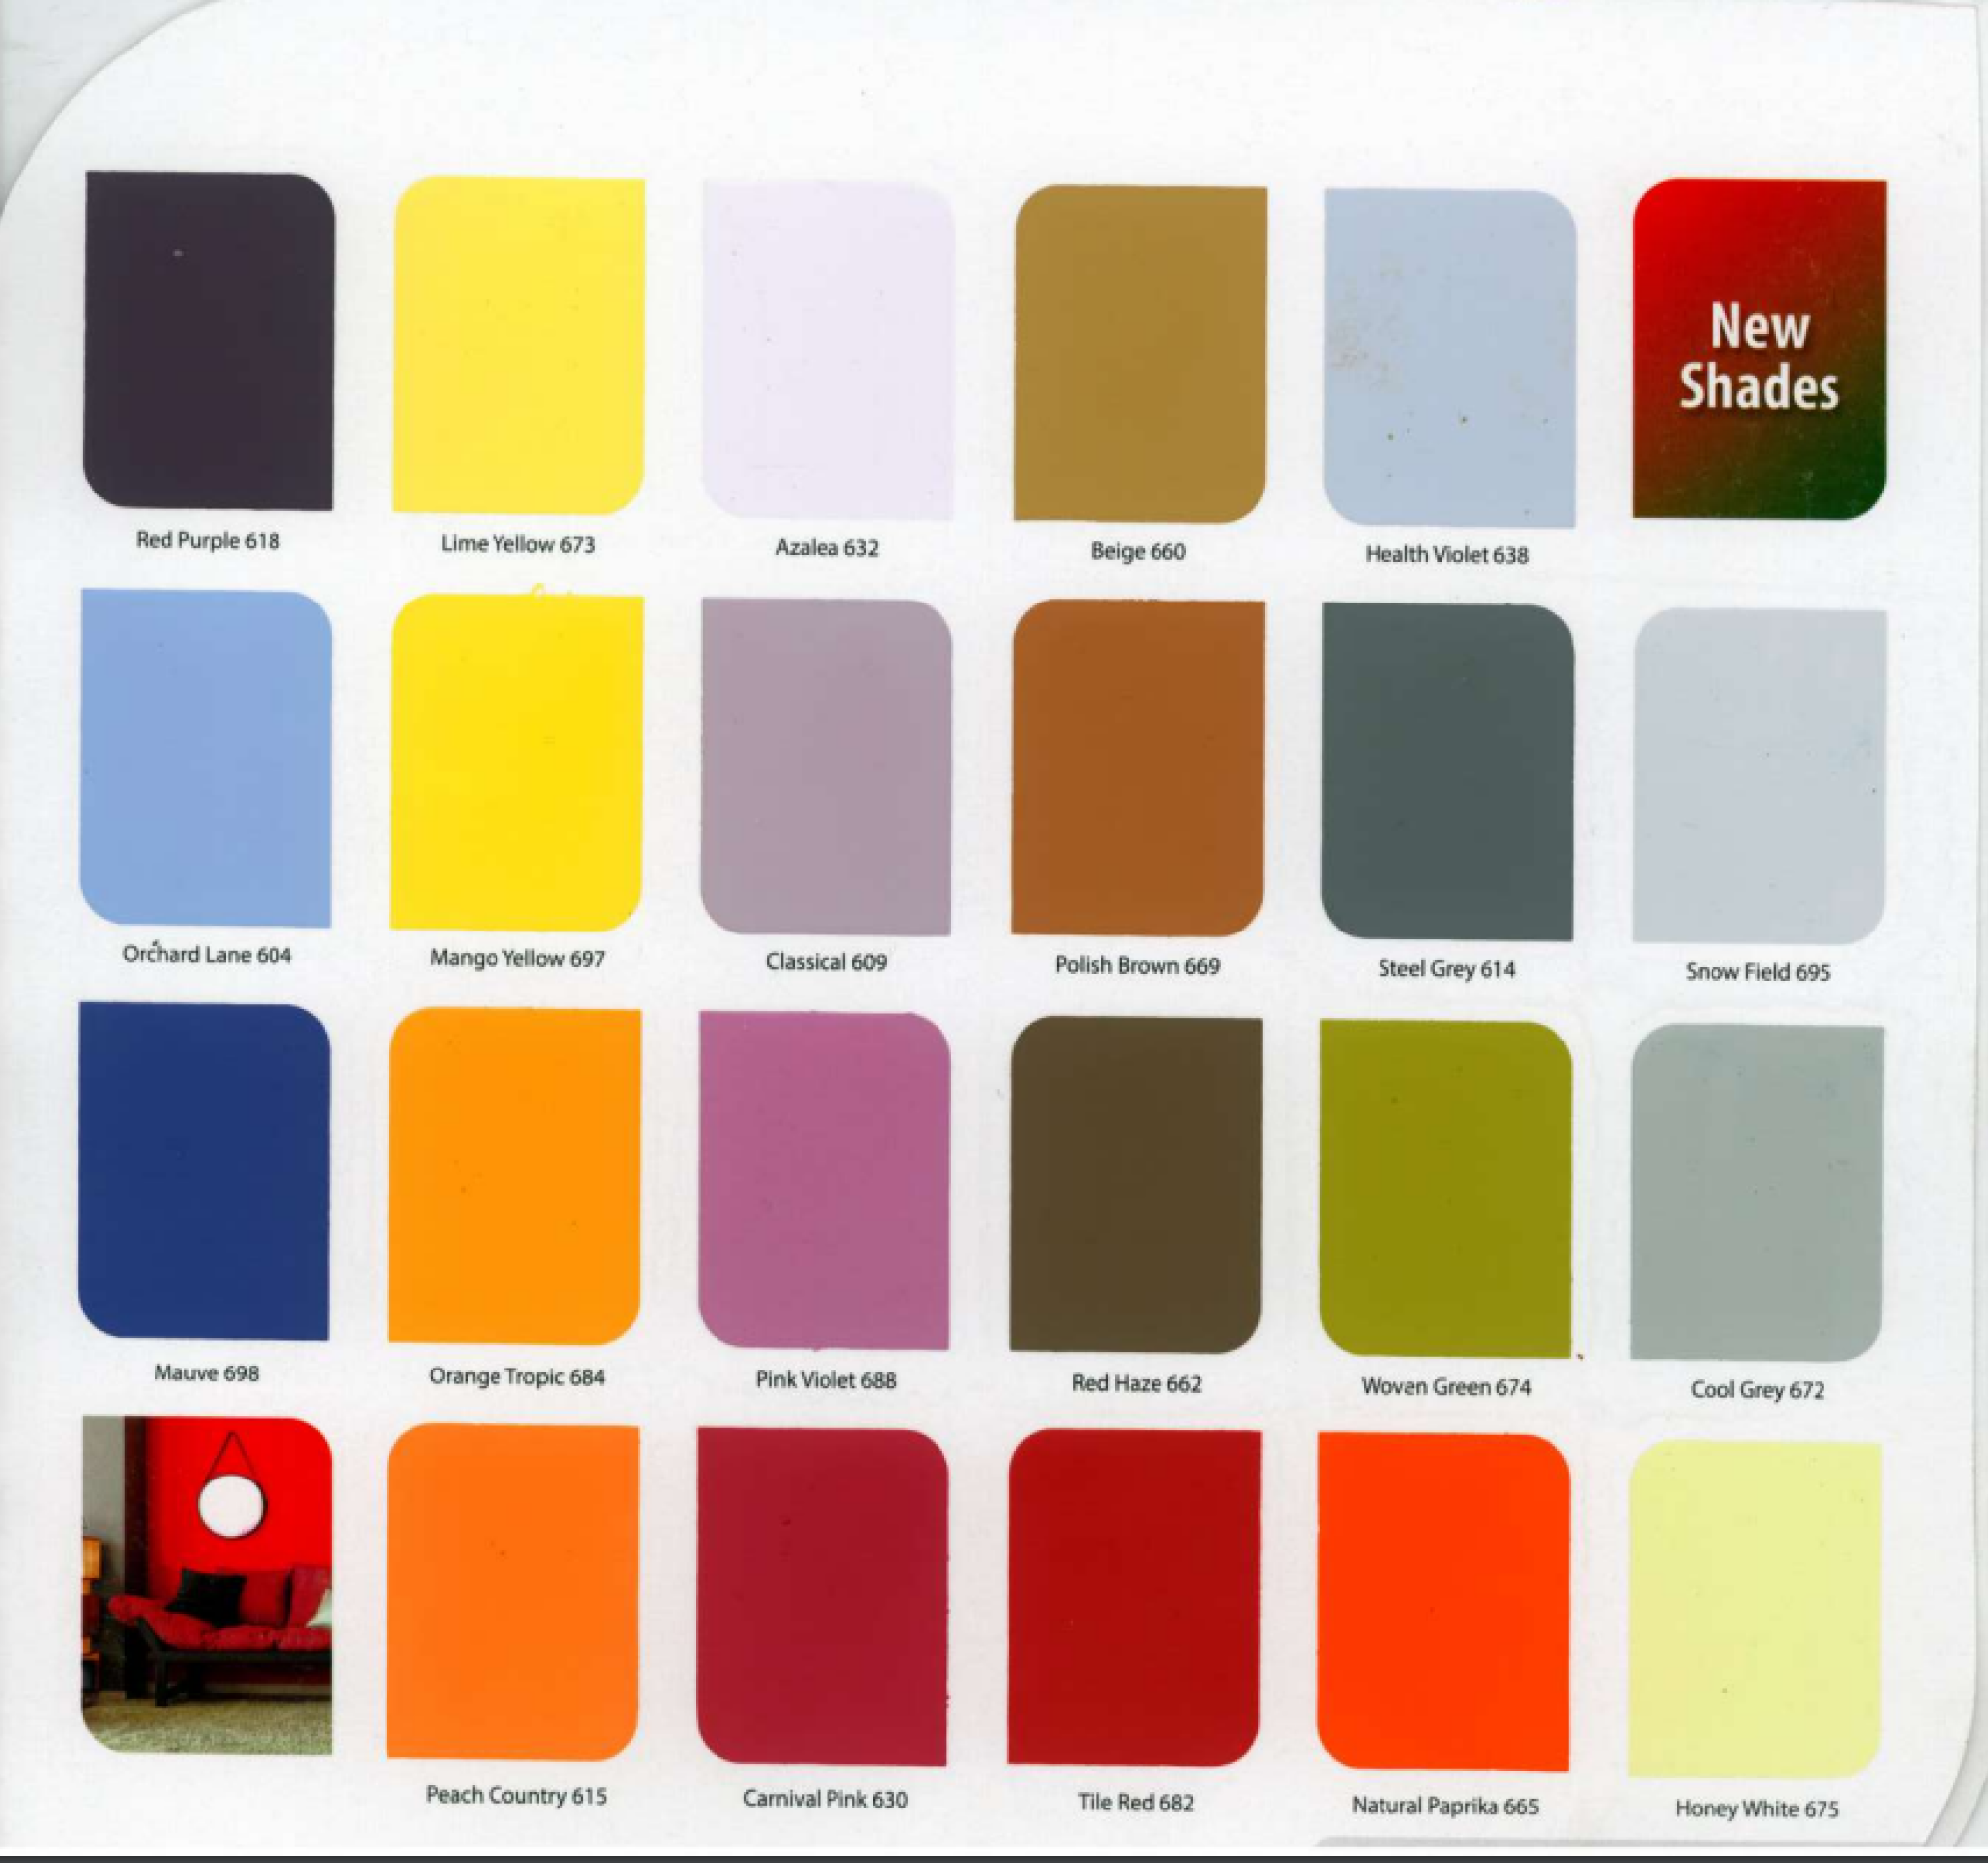 New
Shades
Red Purple 618
Lime Yellow 673
Azalea 632
Beige 660
Health Violet 638
Orchard Lane 604
Mango Yellow 697
Classical 609
Polish Brown 669
Steel Grey 614
Snow Field 695
Mauve 698
Orange Tropic 684
Pink Violet 688
Red Haze 662
Woven Green 674
Cool Grey 672
Peach Country 615
Carnival Pink 630
Tile Red 682
Natural Paprika 665
Honey White 675